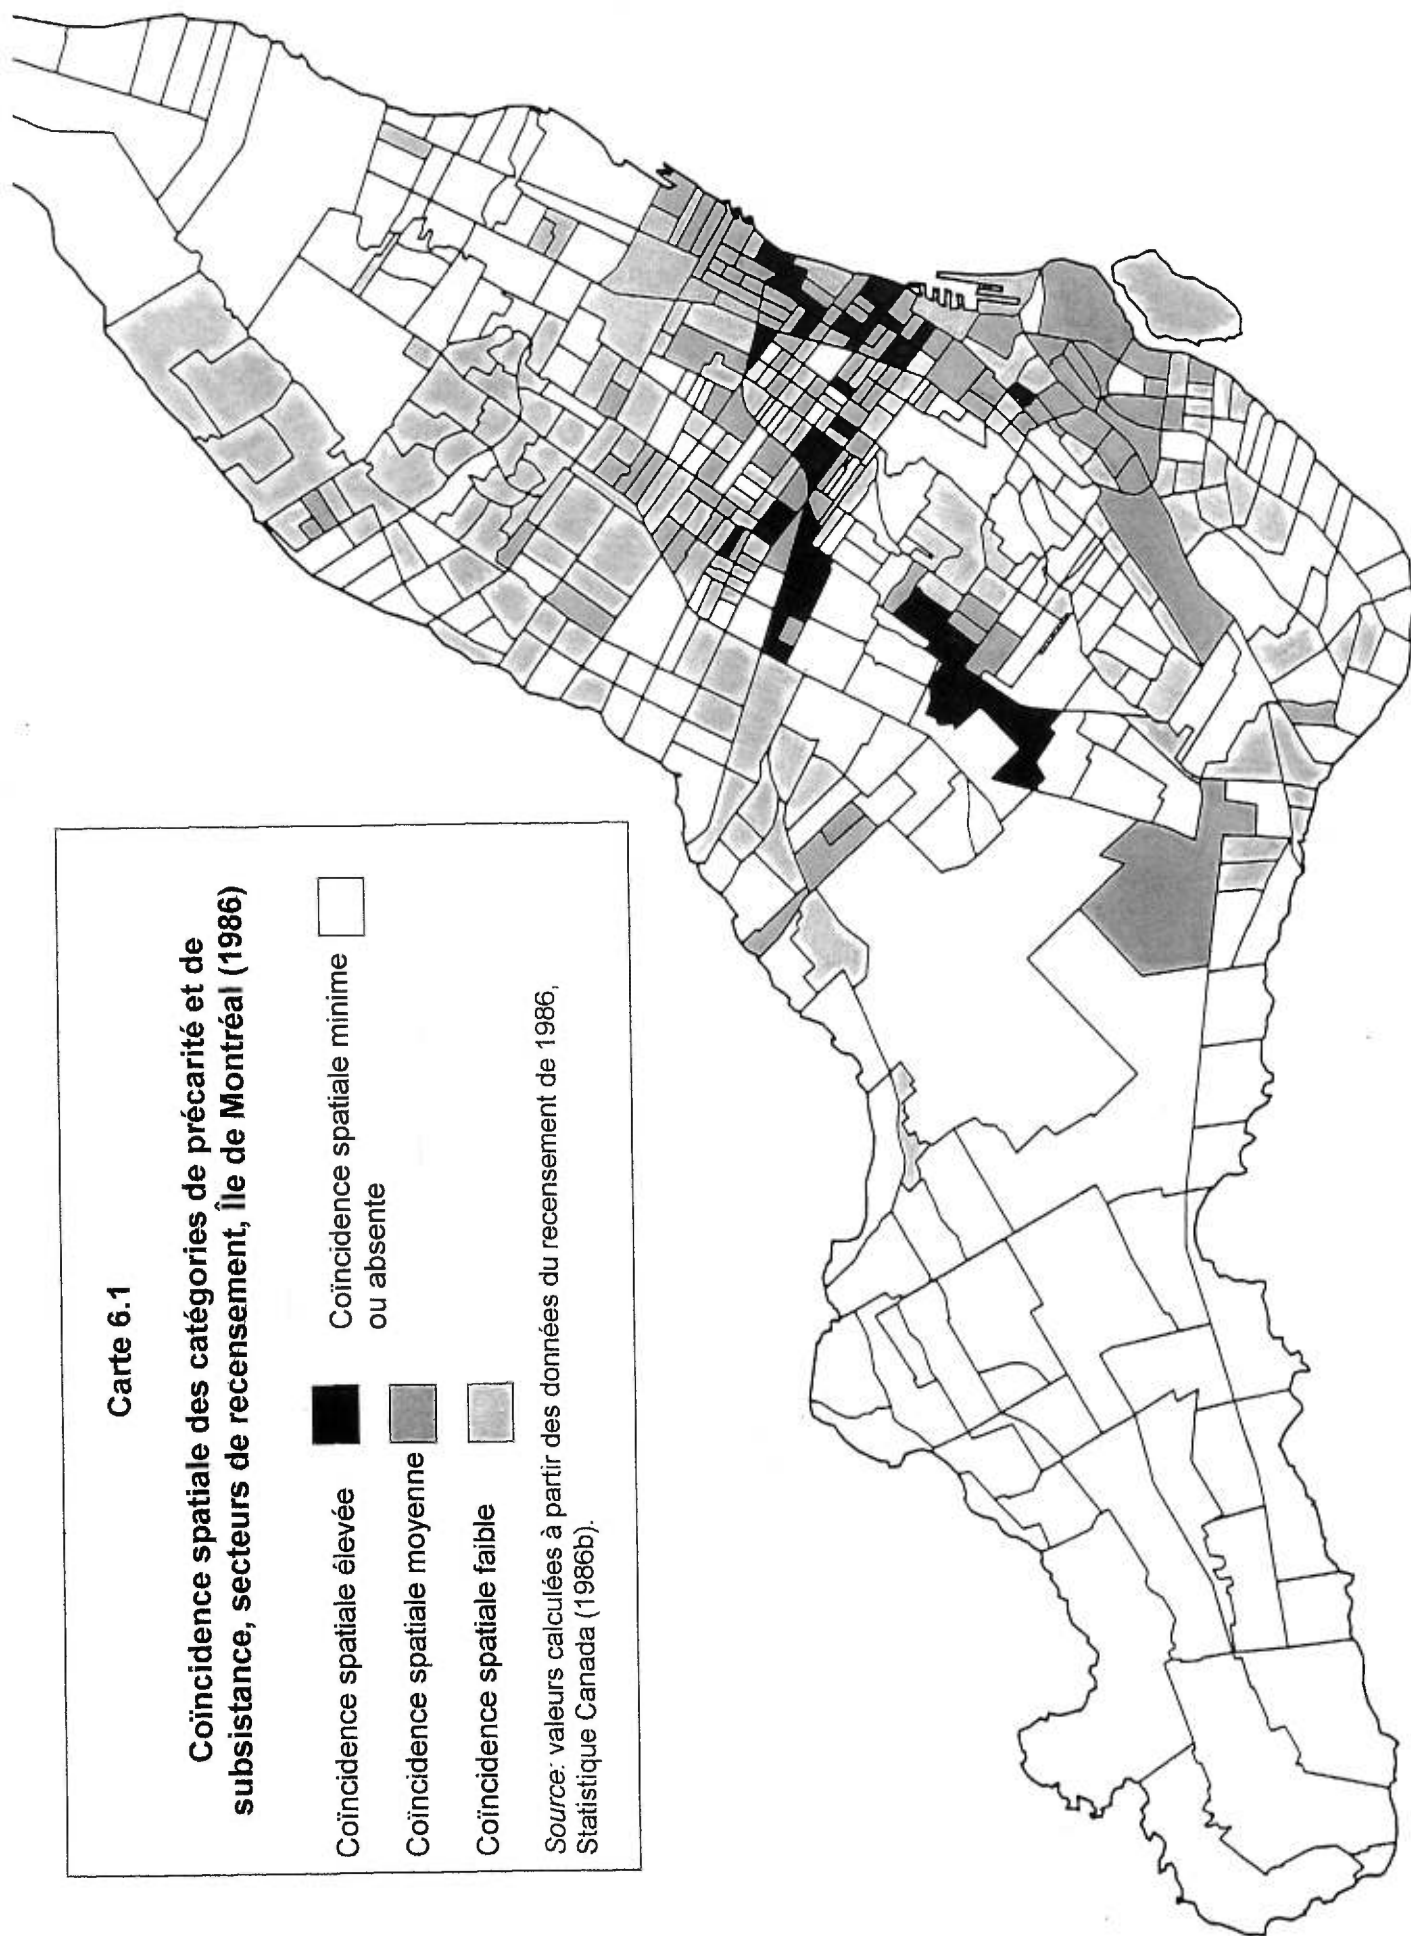 Carte 6.1
Coïncidence spatiale des catégories de précarité et de
subsistance, secteurs de recensement, Île de Montréal (1986)
Coïncidence spatiale élevée
Coïncidence spatiale moyenne
Coïncidence spatiale faible
Coïncidence spatiale minime
ou absente
Source: valeurs calculées à partir des données du recensement de 1986,
Statistique Canada (1986b).